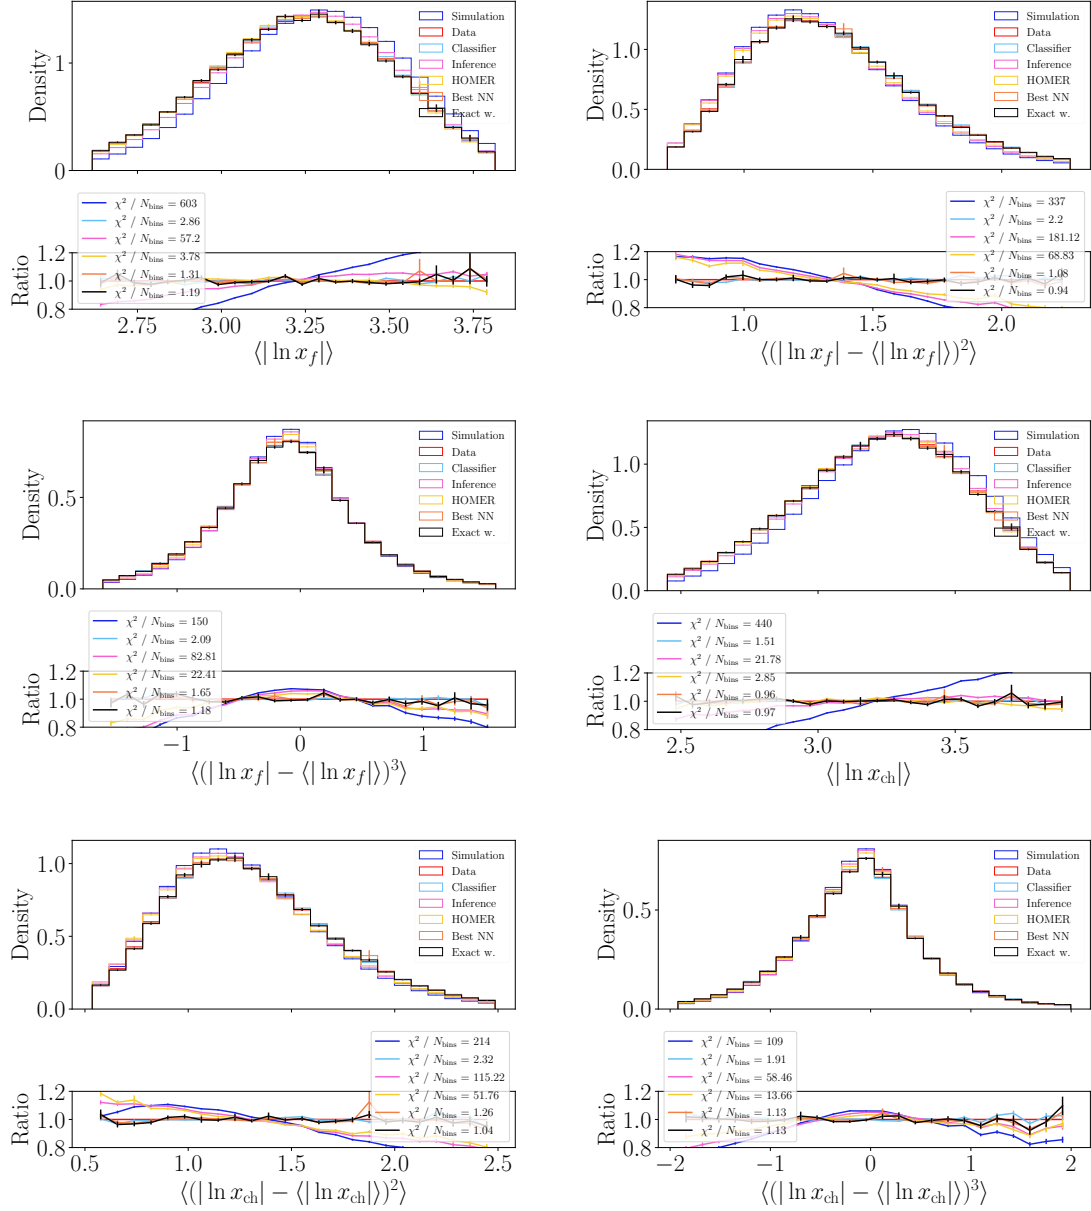 Density
1
0
Simulation
Data
Classifier
Inference
HOMER
Best NN
Exact w.
χ² / N_bins = 603
χ² / N_bins = 2.86
χ² / N_bins = 57.2
χ² / N_bins = 3.78
χ² / N_bins = 1.31
χ² / N_bins = 1.19
Ratio
1.2
1.0
0.8
2.75 3.00 3.25 3.50 3.75
⟨| ln x_f|⟩
Density
1.0
0.5
0.0
Simulation
Data
Classifier
Inference
HOMER
Best NN
Exact w.
χ² / N_bins = 337
χ² / N_bins = 2.2
χ² / N_bins = 181.12
χ² / N_bins = 68.83
χ² / N_bins = 1.08
χ² / N_bins = 0.94
Ratio
1.2
1.0
0.8
1.0 1.5 2.0
⟨(| ln x_f| − ⟨| ln x_f|⟩)²⟩
Density
0.5
0.0
Simulation
Data
Classifier
Inference
HOMER
Best NN
Exact w.
χ² / N_bins = 150
χ² / N_bins = 2.09
χ² / N_bins = 82.81
χ² / N_bins = 22.41
χ² / N_bins = 1.65
χ² / N_bins = 1.18
Ratio
1.2
1.0
0.8
−1 0 1
⟨(| ln x_f| − ⟨| ln x_f|⟩)³⟩
Density
1.0
0.5
0.0
Simulation
Data
Classifier
Inference
HOMER
Best NN
Exact w.
χ² / N_bins = 440
χ² / N_bins = 1.51
χ² / N_bins = 21.78
χ² / N_bins = 2.85
χ² / N_bins = 0.96
χ² / N_bins = 0.97
Ratio
1.2
1.0
0.8
2.5 3.0 3.5
⟨| ln x_ch|⟩
Density
1.0
0.5
0.0
Simulation
Data
Classifier
Inference
HOMER
Best NN
Exact w.
χ² / N_bins = 214
χ² / N_bins = 2.32
χ² / N_bins = 115.22
χ² / N_bins = 51.76
χ² / N_bins = 1.26
χ² / N_bins = 1.04
Ratio
1.2
1.0
0.8
0.5 1.0 1.5 2.0 2.5
⟨(| ln x_ch| − ⟨| ln x_ch|⟩)²⟩
Density
0.5
0.0
Simulation
Data
Classifier
Inference
HOMER
Best NN
Exact w.
χ² / N_bins = 109
χ² / N_bins = 1.91
χ² / N_bins = 58.46
χ² / N_bins = 13.66
χ² / N_bins = 1.13
χ² / N_bins = 1.13
Ratio
1.2
1.0
0.8
−2 −1 0 1 2
⟨(| ln x_ch| − ⟨| ln x_ch|⟩)³⟩